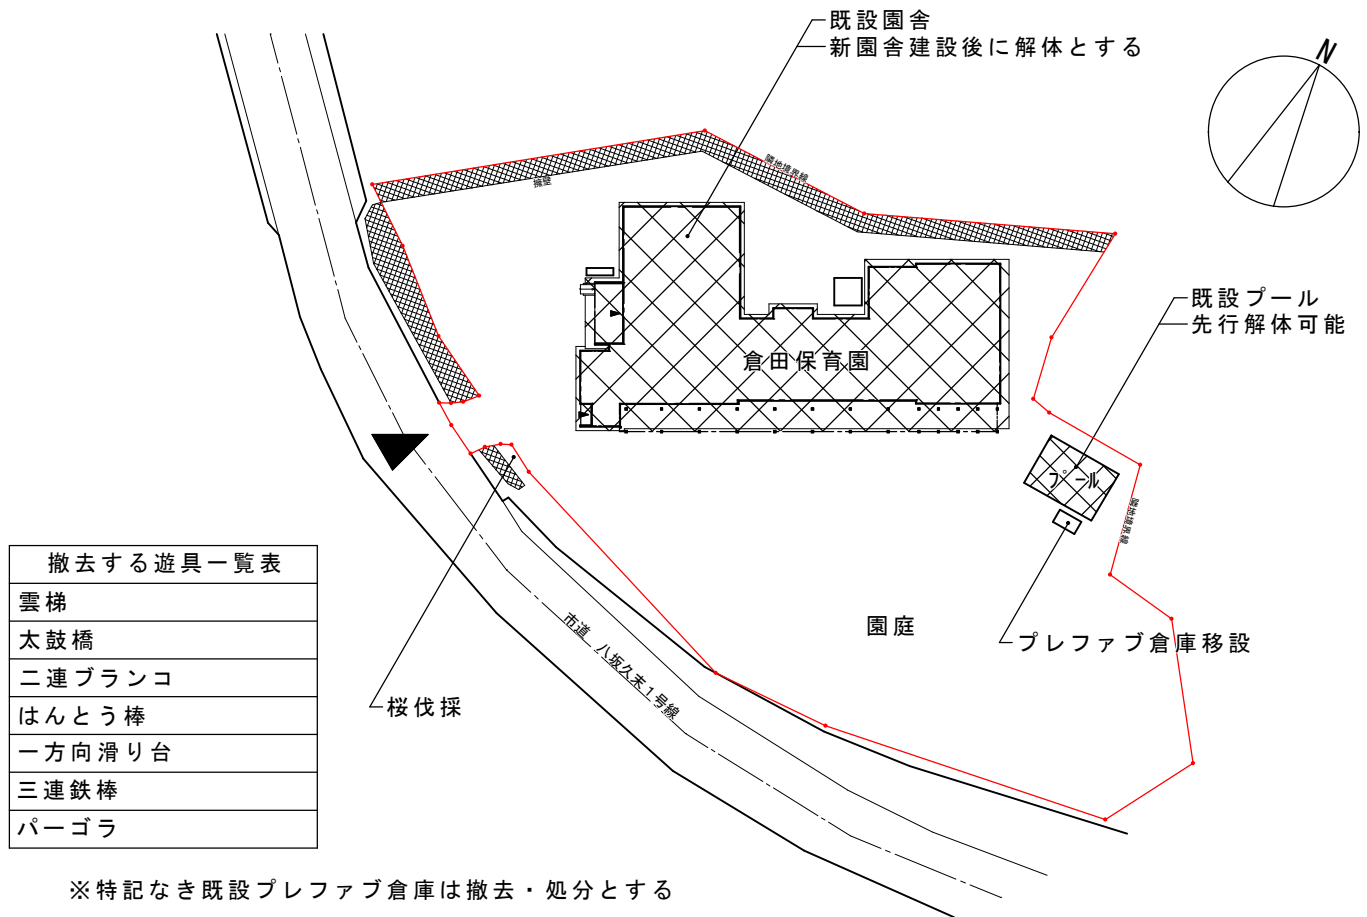 既設園舎
新園舎建設後に解体とする
N
隣地境界線
擁壁
既設プール
先行解体可能
倉田保育園
プール
隣地境界線
撤去する遊具一覧表
雲梯
太鼓橋
二連ブランコ
はんとう棒
一方向滑り台
三連鉄棒
パーゴラ
市道 八坂久末1号線
園庭
プレファブ倉庫移設
桜伐採
※特記なき既設プレファブ倉庫は撤去・処分とする